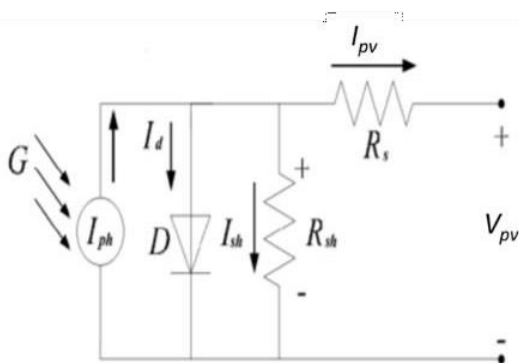 I_pv
I_d
+
R_s
+
G
I_ph
D
I_sh
R_sh
V_pv
-
-